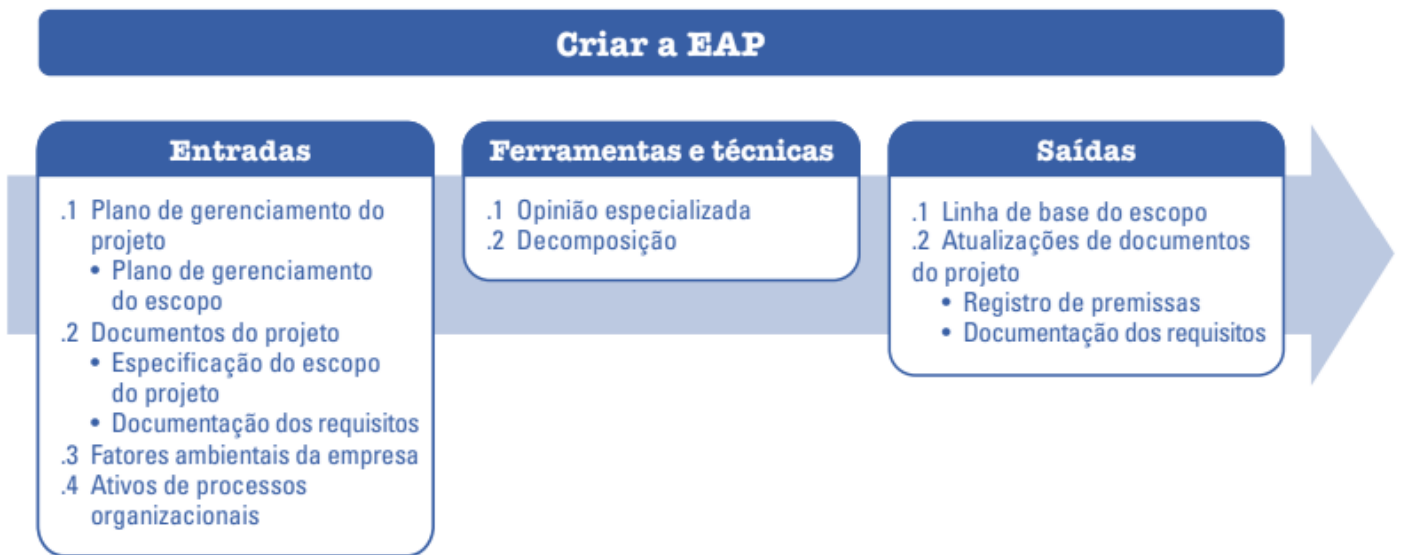 Criar a EAP
Entradas
.1 Plano de gerenciamento do
projeto
• Plano de gerenciamento
do escopo
.2 Documentos do projeto
• Especificação do escopo
do projeto
• Documentação dos requisitos
.3 Fatores ambientais da empresa
.4 Ativos de processos
organizacionais
Ferramentas e técnicas
.1 Opinião especializada
.2 Decomposição
Saídas
.1 Linha de base do escopo
.2 Atualizações de documentos
do projeto
• Registro de premissas
• Documentação dos requisitos